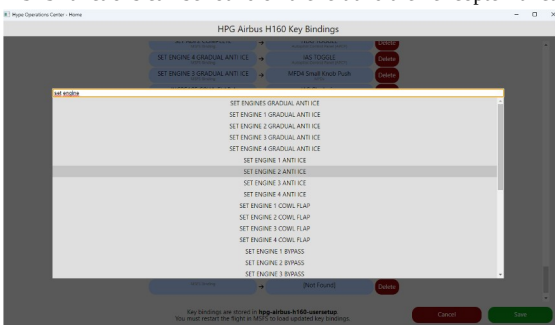 Hype Operations Center - Home
HPG Airbus H160 Key Bindings
Delete
SET ENGINE 4 GRADUAL ANTI ICE → IAS TOGGLE Delete
SET ENGINE 3 GRADUAL ANTI ICE → MFD4 Small Knob Push Delete
set engine
SET ENGINES GRADUAL ANTI ICE
SET ENGINE 1 GRADUAL ANTI ICE
SET ENGINE 2 GRADUAL ANTI ICE
SET ENGINE 3 GRADUAL ANTI ICE
SET ENGINE 4 GRADUAL ANTI ICE
SET ENGINE 1 ANTI ICE
SET ENGINE 2 ANTI ICE
SET ENGINE 3 ANTI ICE
SET ENGINE 4 ANTI ICE
SET ENGINE 1 COWL FLAP
SET ENGINE 2 COWL FLAP
SET ENGINE 3 COWL FLAP
SET ENGINE 4 COWL FLAP
SET ENGINE 1 BYPASS
SET ENGINE 2 BYPASS
SET ENGINE 3 BYPASS
→ [Not Found] Delete
Key bindings are stored in hpg-airbus-h160-usersetup
You must restart the flight in MSFS to load updated key bindings.
Cancel
Save